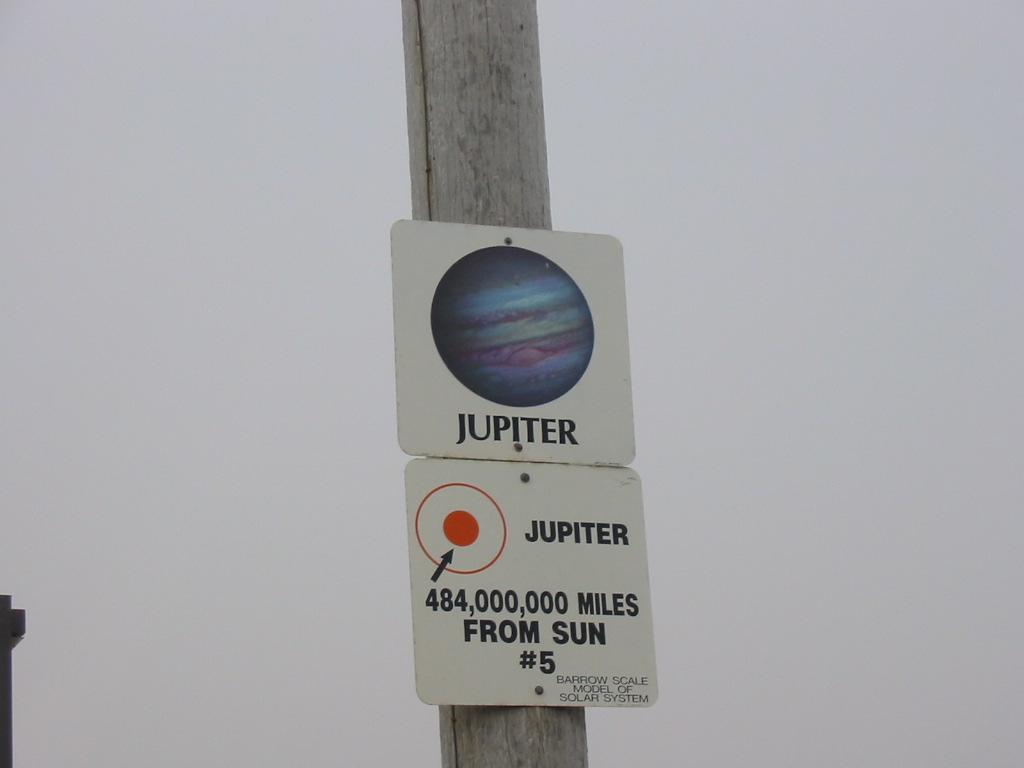 JUPITER
JUPITER
484,000,000 MILES
FROM SUN
#5
BARROW SCALE
MODEL OF
SOLAR SYSTEM